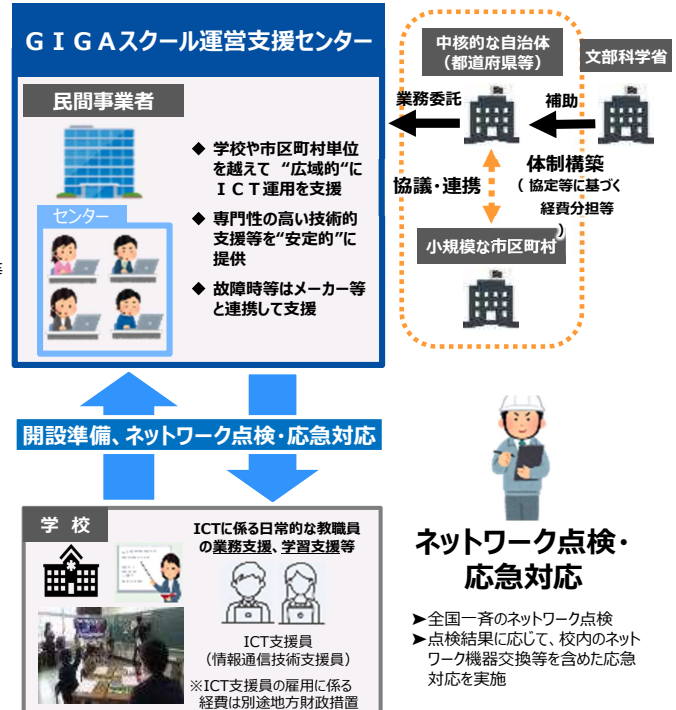 ＧＩＧＡスクール運営支援センター
民間事業者
センター
◆ 学校や市区町村単位
を越えて “広域的“に
ＩＣＴ運用を支援
◆ 専門性の高い技術的
支援等を“安定的”に
提供
◆ 故障時等はメーカー等
と連携して支援
中核的な自治体
（都道府県等）
文部科学省
業務委託
補助
協議・連携
体制構築
（ 協定等に基づく
経費分担等
）
小規模な市区町村
開設準備、ネットワーク点検・応急対応
学 校
ICTに係る日常的な教職員
の業務支援、学習支援等
ICT支援員
（情報通信技術支援員）
※ICT支援員の雇用に係る
経費は別途地方財政措置
ネットワーク点検・
応急対応
➤全国一斉のネットワーク点検
➤点検結果に応じて、校内のネット
ワーク機器交換等を含めた応急
対応を実施